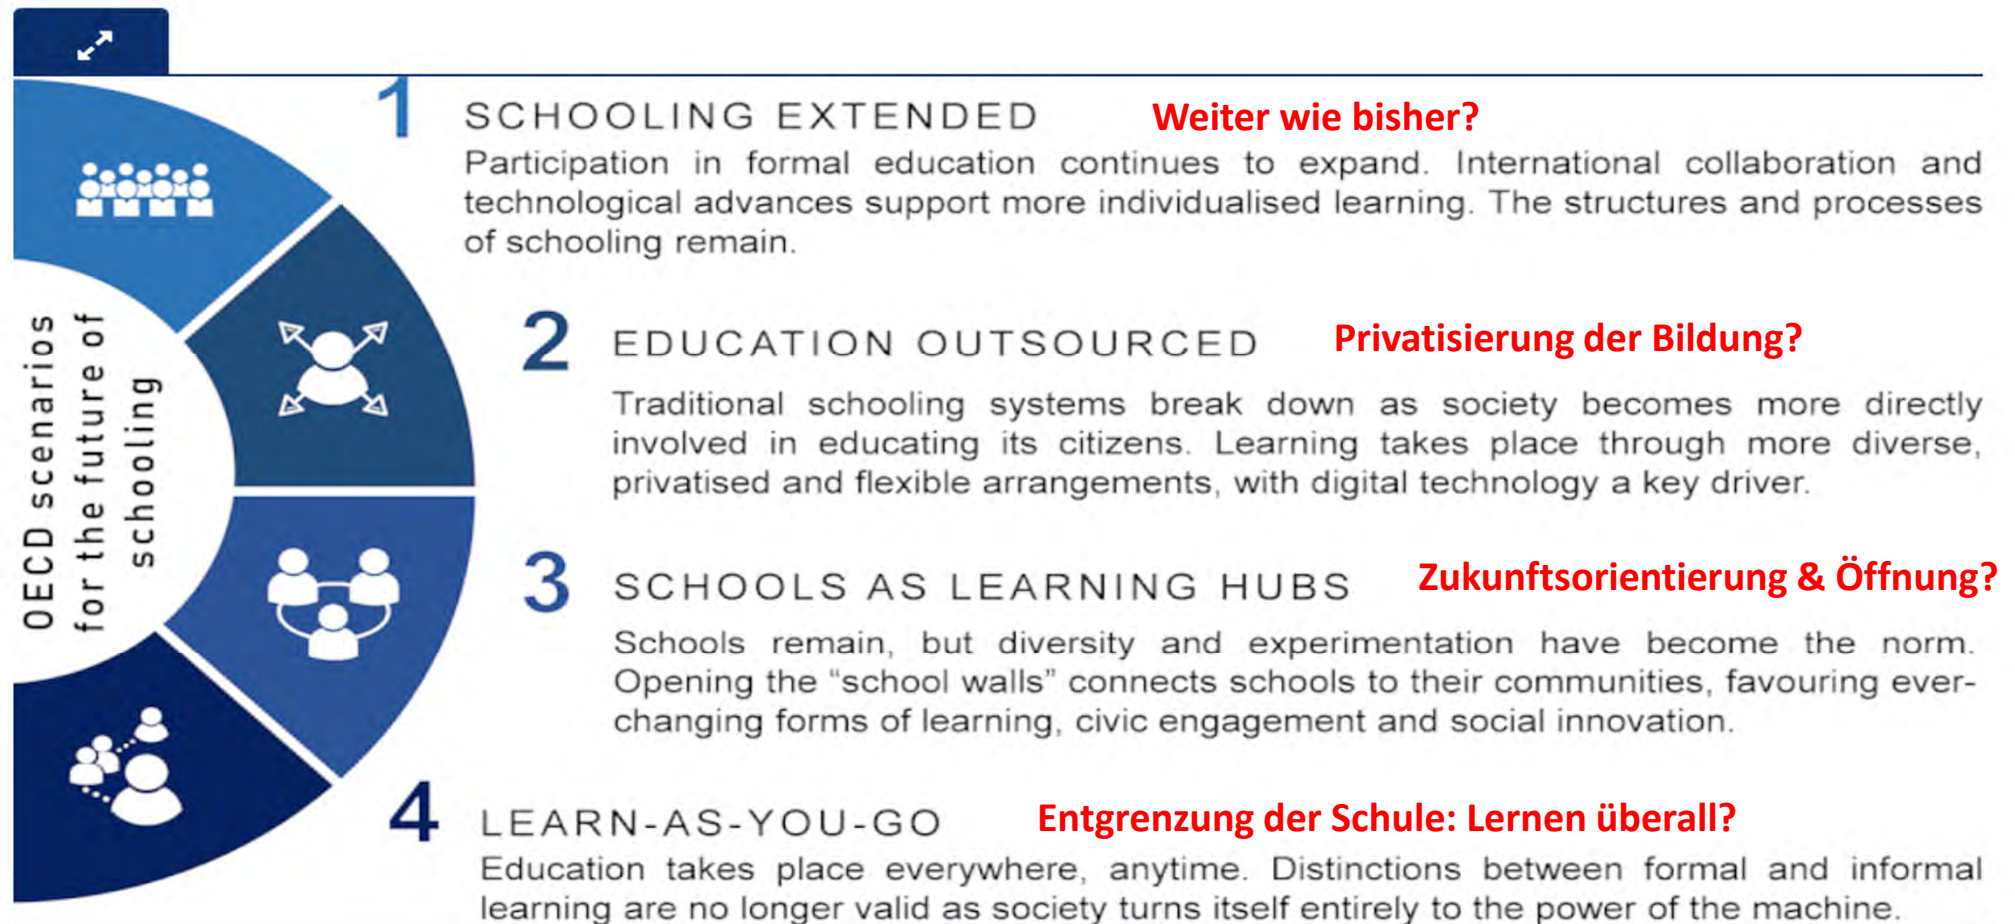 OECD scenarios
for the future of
schooling
1 SCHOOLING EXTENDED Weiter wie bisher?
Participation in formal education continues to expand. International collaboration and
technological advances support more individualised learning. The structures and processes
of schooling remain.
2 EDUCATION OUTSOURCED Privatisierung der Bildung?
Traditional schooling systems break down as society becomes more directly
involved in educating its citizens. Learning takes place through more diverse,
privatised and flexible arrangements, with digital technology a key driver.
3 SCHOOLS AS LEARNING HUBS Zukunftsorientierung & Öffnung?
Schools remain, but diversity and experimentation have become the norm.
Opening the “school walls” connects schools to their communities, favouring ever-
changing forms of learning, civic engagement and social innovation.
4 LEARN-AS-YOU-GO Entgrenzung der Schule: Lernen überall?
Education takes place everywhere, anytime. Distinctions between formal and informal
learning are no longer valid as society turns itself entirely to the power of the machine.